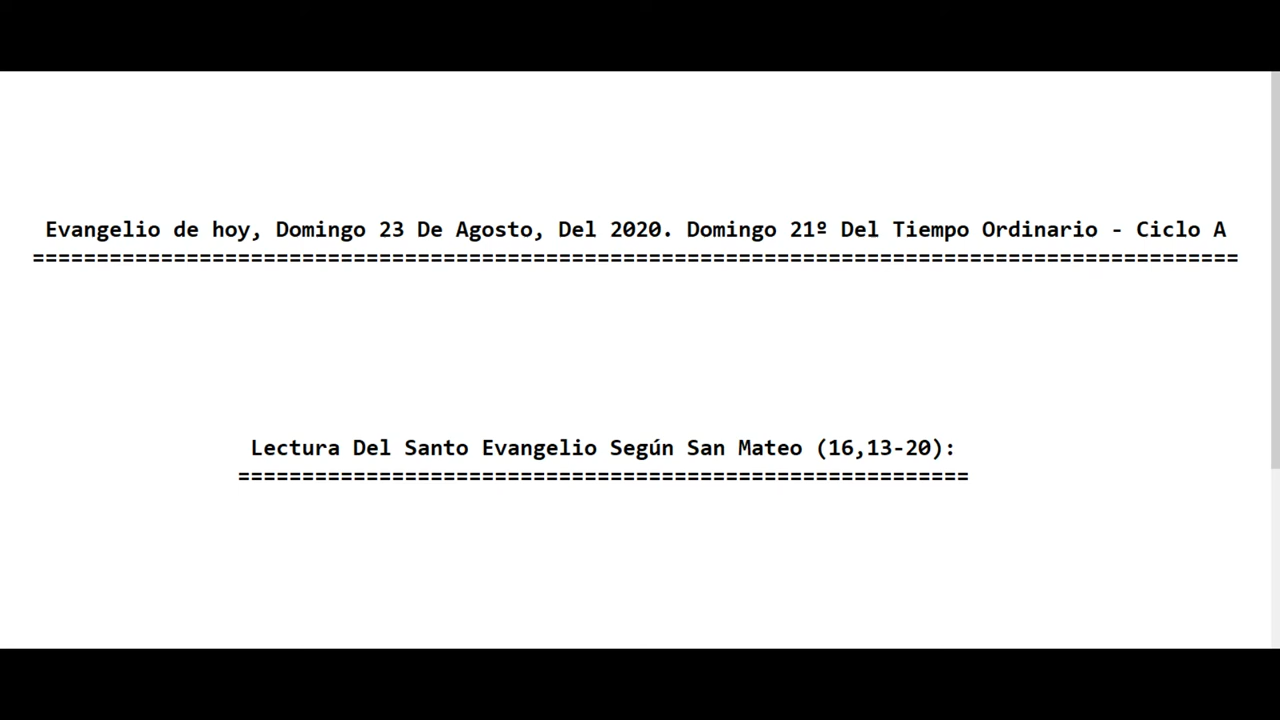 Evangelio de hoy, Domingo 23 De Agosto, Del 2020. Domingo 21º Del Tiempo Ordinario - Ciclo A
==============================================================================================
Lectura Del Santo Evangelio Según San Mateo (16,13-20):
=========================================================